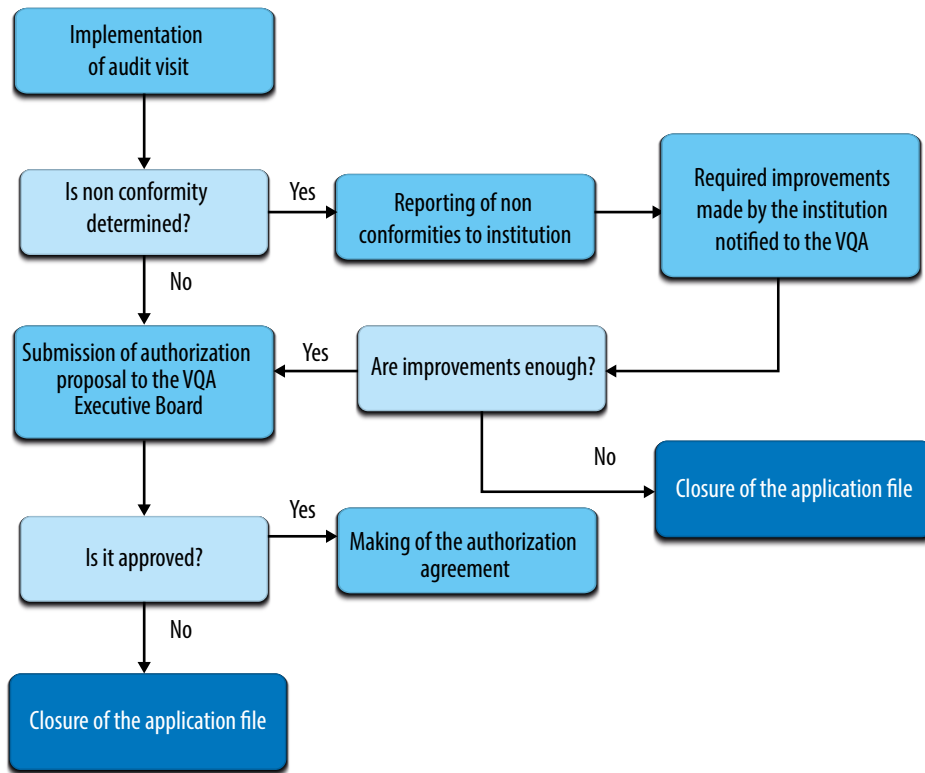 Implementation
of audit visit
Is non conformity
determined?
Yes
Reporting of non
conformities to institution
Required improvements
made by the institution
notified to the VQA
No
Submission of authorization
proposal to the VQA
Executive Board
Yes
Are improvements enough?
No
Closure of the application file
Is it approved?
Yes
Making of the authorization
agreement
No
Closure of the application file